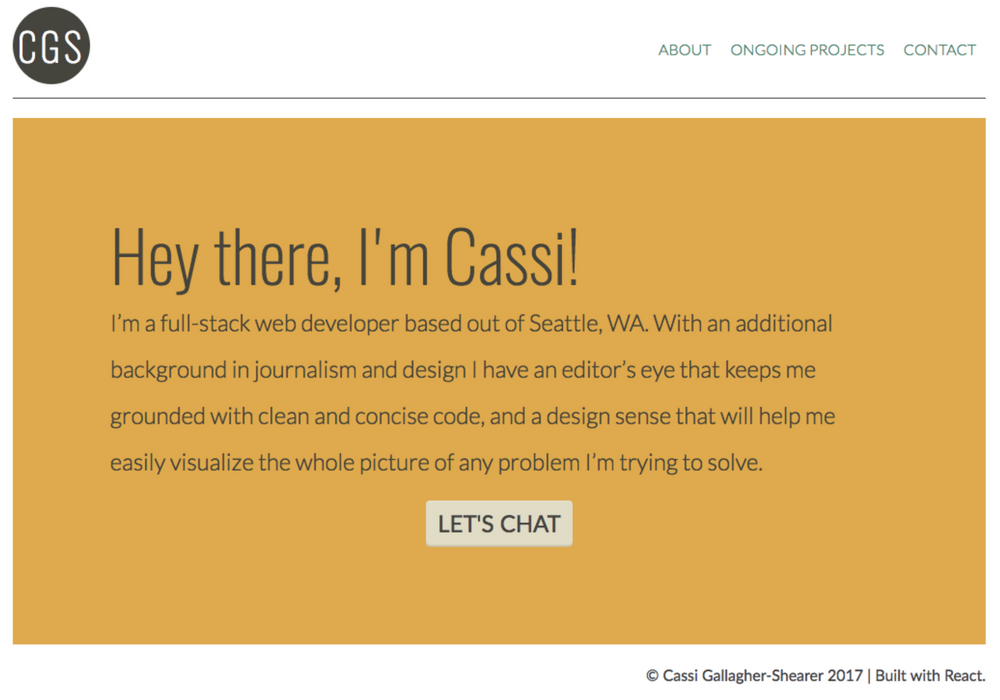 CGS
ABOUT ONGOING PROJECTS CONTACT
Hey there, I'm Cassi!
I’m a full-stack web developer based out of Seattle, WA. With an additional
background in journalism and design I have an editor’s eye that keeps me
grounded with clean and concise code, and a design sense that will help me
easily visualize the whole picture of any problem I’m trying to solve.
LET'S CHAT
© Cassi Gallagher-Shearer 2017 | Built with React.